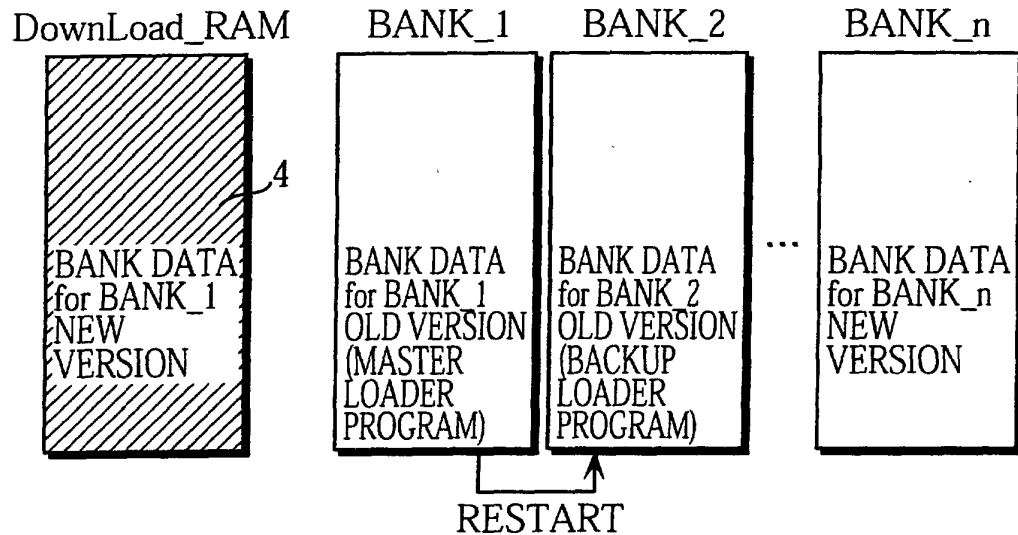 DownLoad_RAM
BANK_1
BANK_2
BANK_n
4
BANK DATA
for BANK_1
NEW
VERSION
BANK DATA
for BANK_1
OLD VERSION
(MASTER
LOADER
PROGRAM)
BANK DATA
for BANK_2
OLD VERSION
(BACKUP
LOADER
PROGRAM)
...
BANK DATA
for BANK_n
NEW
VERSION
RESTART